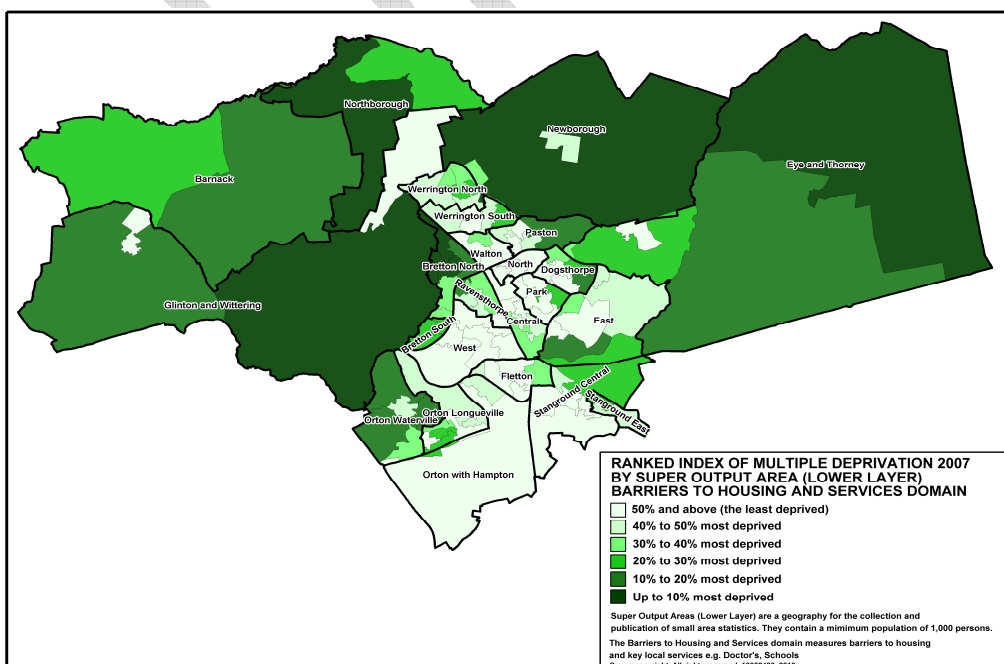 Northborough
Newborough
Eye and Thorney
Barnack
Werrington North
Werrington South
Paston
Walton
North
Bretton North
Dogsthorpe
Ravensthorpe
Park
Glinton and Wittering
Central
East
Bretton South
West
Fletton
Stanground Central
Stanground East
Orton Longueville
Orton Waterville
Orton with Hampton
RANKED INDEX OF MULTIPLE DEPRIVATION 2007
BY SUPER OUTPUT AREA (LOWER LAYER)
BARRIERS TO HOUSING AND SERVICES DOMAIN
50% and above (the least deprived)
40% to 50% most deprived
30% to 40% most deprived
20% to 30% most deprived
10% to 20% most deprived
Up to 10% most deprived
Super Output Areas (Lower Layer) are a geography for the collection and
publication of small area statistics. They contain a mimimum population of 1,000 persons.
The Barriers to Housing and Services domain measures barriers to housing
and key local services e.g. Doctor's, Schools